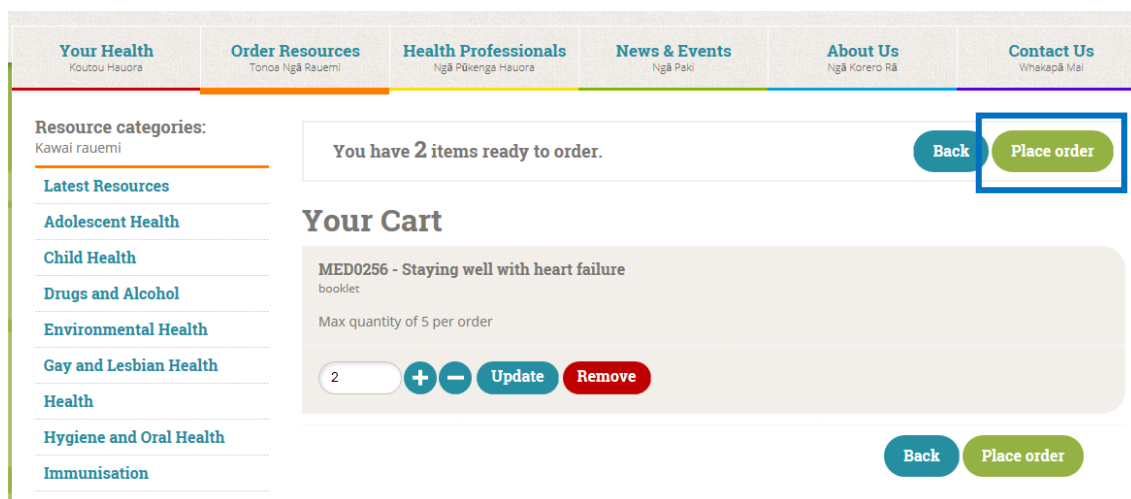 Your Health
Koutou Hauora
Order Resources
Tonoa Ngā Rauemi
Health Professionals
Ngā Pūkenga Hauora
News & Events
Ngā Paki
About Us
Ngā Korero Rā
Contact Us
Whakapā Mai
Resource categories:
Kawai rauemi
Latest Resources
Adolescent Health
Child Health
Drugs and Alcohol
Environmental Health
Gay and Lesbian Health
Health
Hygiene and Oral Health
Immunisation
You have 2 items ready to order.
Back
Place order
Your Cart
MED0256 - Staying well with heart failure
booklet
Max quantity of 5 per order
2
+
−
Update
Remove
Back
Place order